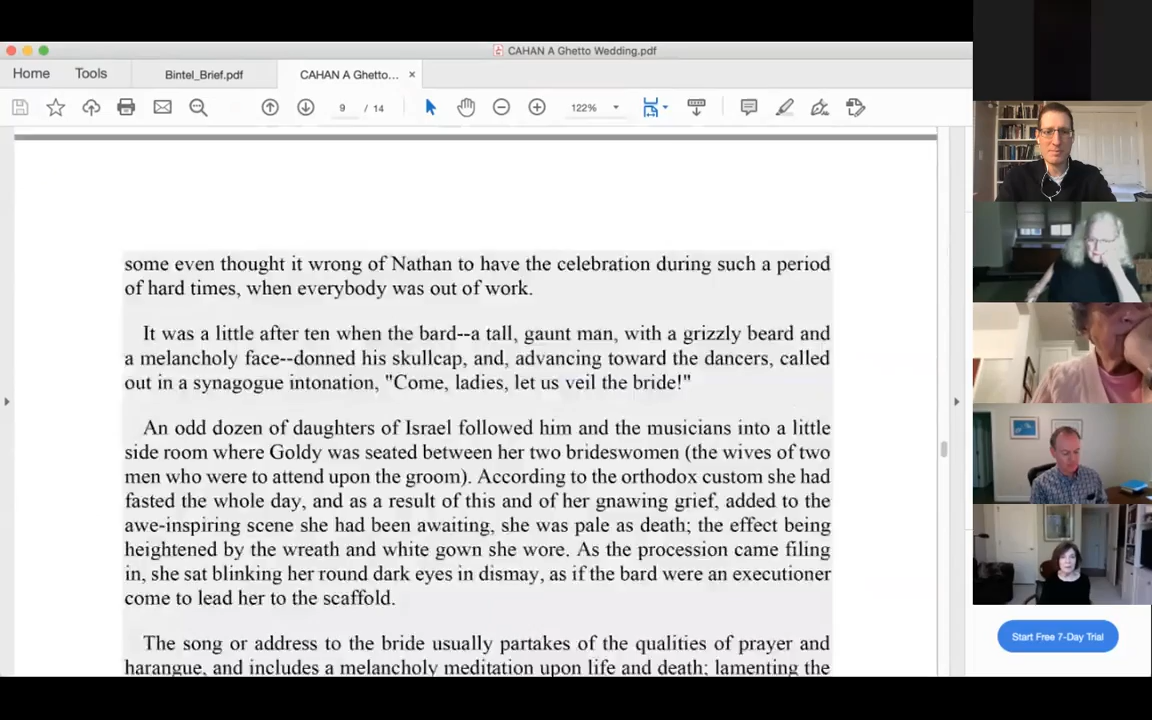 CAHAN A Ghetto Wedding.pdf
Home Tools Bintel_Brief.pdf CAHAN A Ghetto... ×
9 / 14 122%
some even thought it wrong of Nathan to have the celebration during such a period
of hard times, when everybody was out of work.
It was a little after ten when the bard--a tall, gaunt man, with a grizzly beard and
a melancholy face--donned his skullcap, and, advancing toward the dancers, called
out in a synagogue intonation, "Come, ladies, let us veil the bride!"
An odd dozen of daughters of Israel followed him and the musicians into a little
side room where Goldy was seated between her two brideswomen (the wives of two
men who were to attend upon the groom). According to the orthodox custom she had
fasted the whole day, and as a result of this and of her gnawing grief, added to the
awe-inspiring scene she had been awaiting, she was pale as death; the effect being
heightened by the wreath and white gown she wore. As the procession came filing
in, she sat blinking her round dark eyes in dismay, as if the bard were an executioner
come to lead her to the scaffold.
The song or address to the bride usually partakes of the qualities of prayer and
harangue, and includes a melancholy meditation upon life and death; lamenting the
Start Free 7-Day Trial